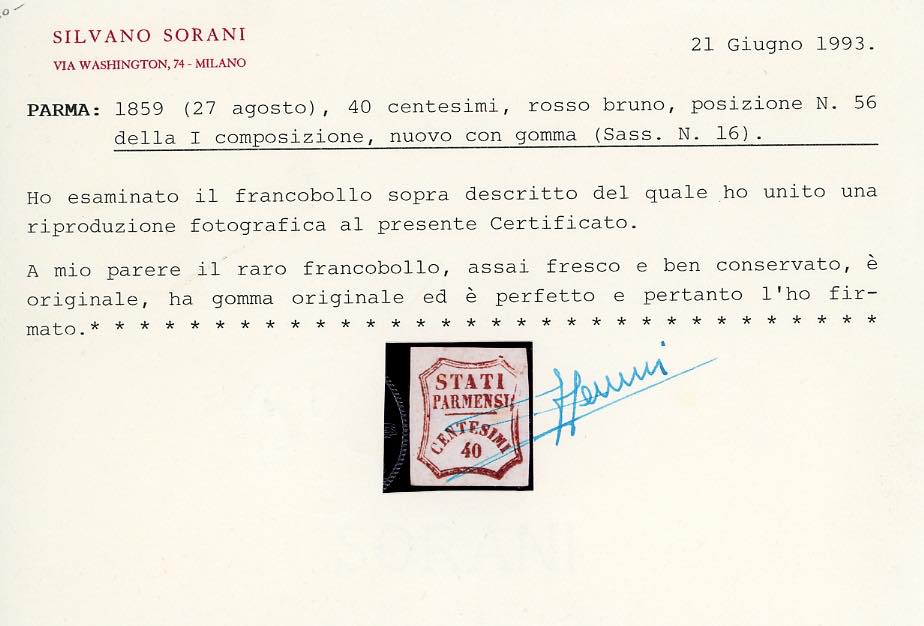 SILVANO SORANI
VIA WASHINGTON, 74 - MILANO
21 Giugno 1993.
PARMA: 1859 (27 agosto), 40 centesimi, rosso bruno, posizione N. 56
della I composizione, nuovo con gomma (Sass. N. 16).
Ho esaminato il francobollo sopra descritto del quale ho unito una
riproduzione fotografica al presente Certificato.
A mio parere il raro francobollo, assai fresco e ben conservato, è
originale, ha gomma originale ed è perfetto e pertanto l'ho fir-
mato.* * * * * * * * * * * * * * * * * * * * * * * * * * * * * * * *
STATI
PARMENSI
CENTESIMI
40
SORANI